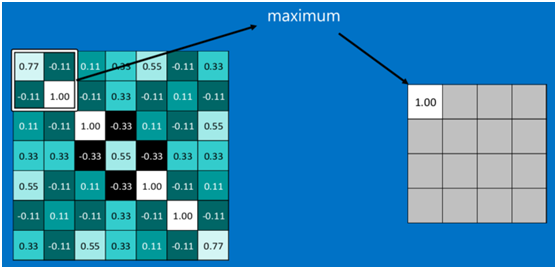 maximum
0.77 -0.11 0.11 0.33 0.55 -0.11 0.33
-0.11 1.00 -0.11 0.33 -0.11 0.11 -0.11
1.00
0.11 -0.11 1.00 -0.33 0.11 -0.11 0.55
0.33 0.33 -0.33 0.55 -0.33 0.33 0.33
0.55 -0.11 0.11 -0.33 1.00 -0.11 0.11
-0.11 0.11 -0.11 0.33 -0.11 1.00 -0.11
0.33 -0.11 0.55 0.33 0.11 -0.11 0.77